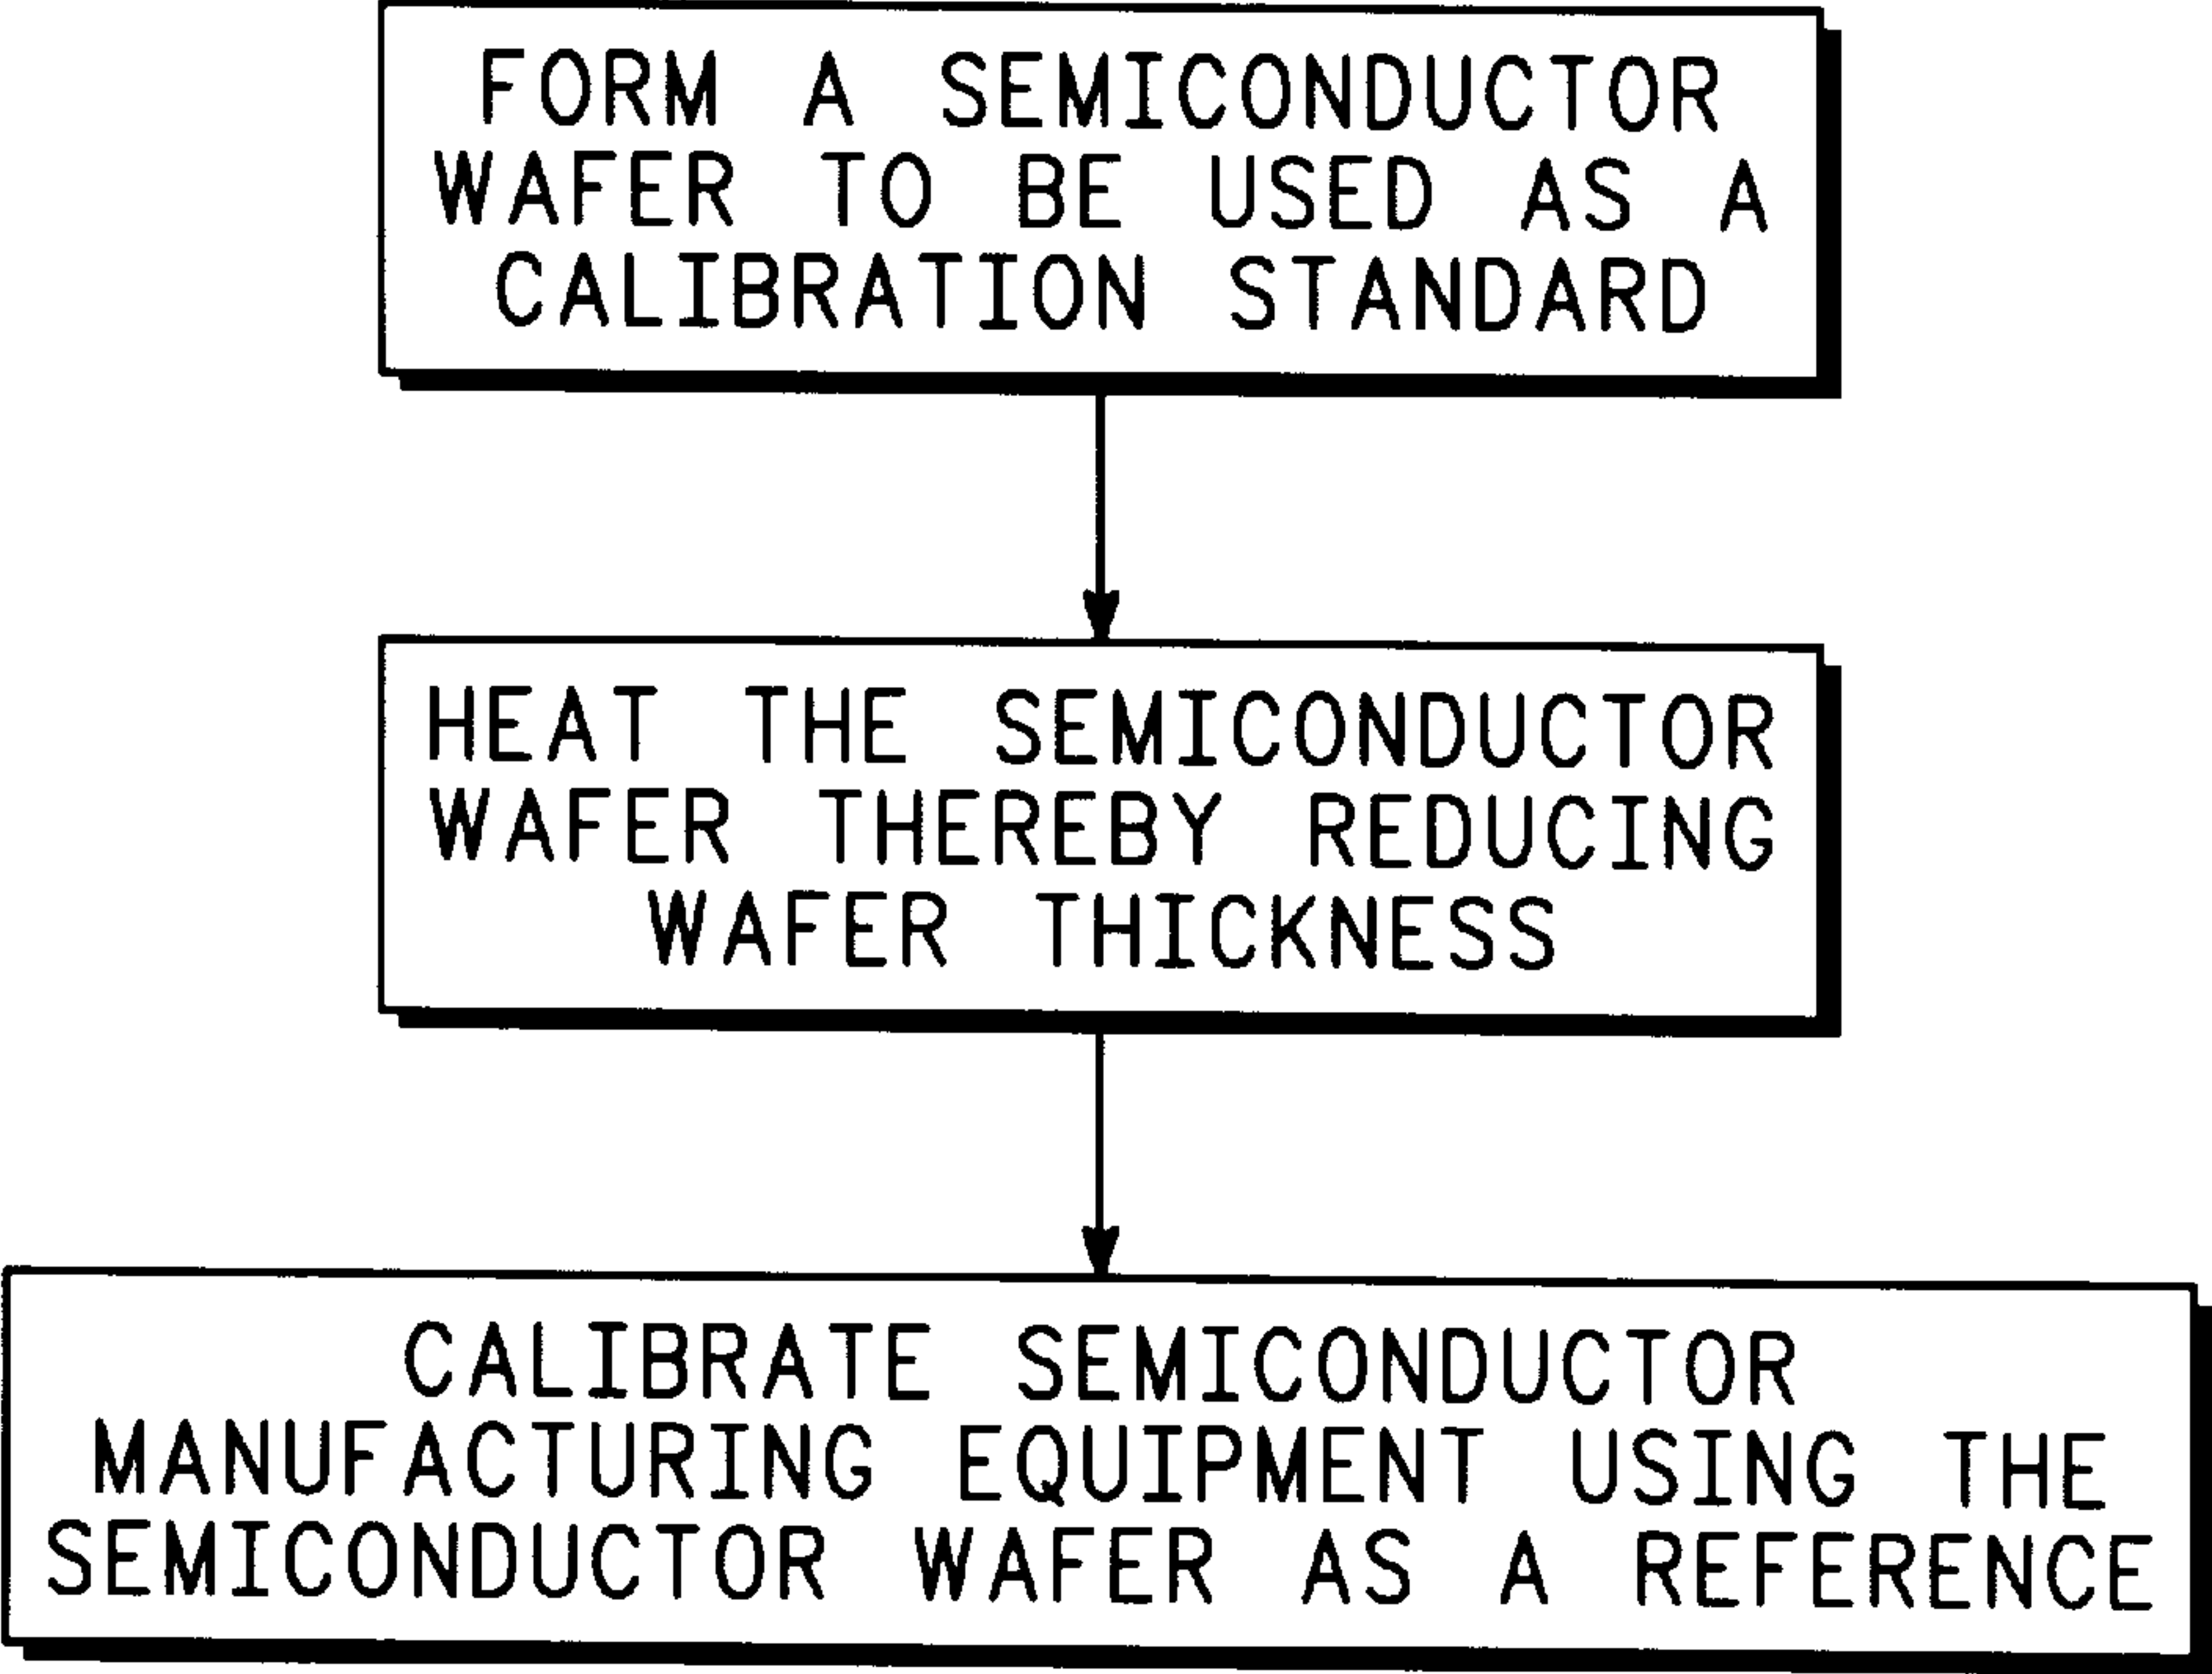 FORM A SEMICONDUCTOR
WAFER TO BE USED AS A
CALIBRATION STANDARD
HEAT THE SEMICONDUCTOR
WAFER THEREBY REDUCING
WAFER THICKNESS
CALIBRATE SEMICONDUCTOR
MANUFACTURING EQUIPMENT USING THE
SEMICONDUCTOR WAFER AS A REFERENCE